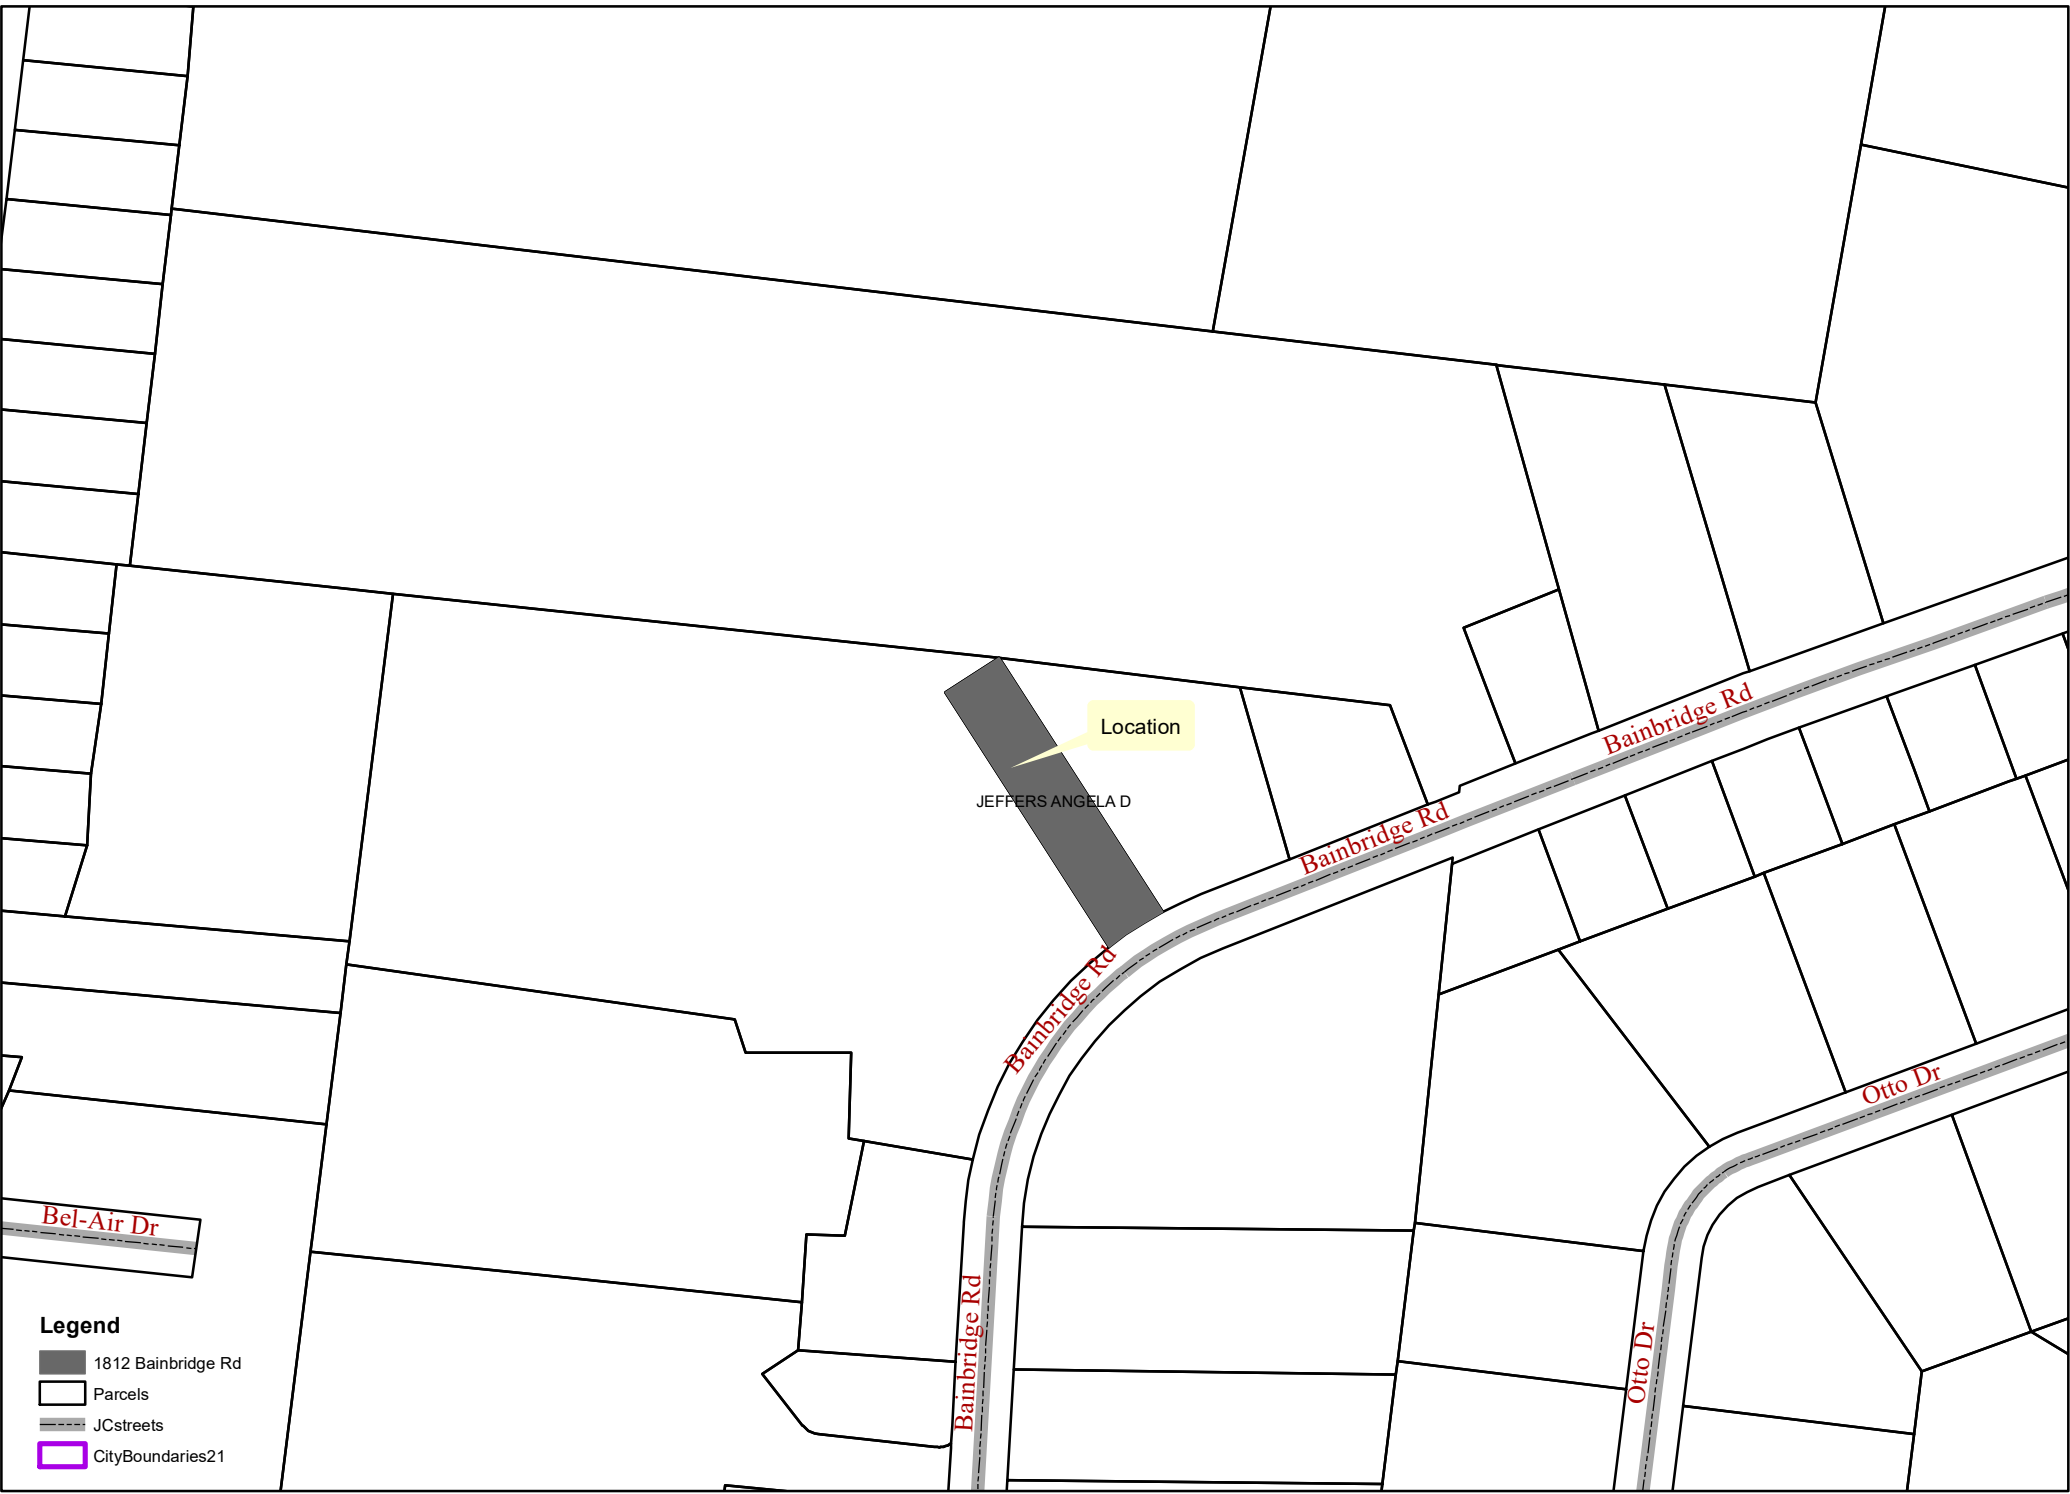 Bainbridge Rd
Location
JEFFERS ANGELA D
Bainbridge Rd
Bainbridge Rd
Otto Dr
Bel-Air Dr
Bainbridge Rd
Otto Dr
Legend
1812 Bainbridge Rd
Parcels
JCstreets
CityBoundaries21